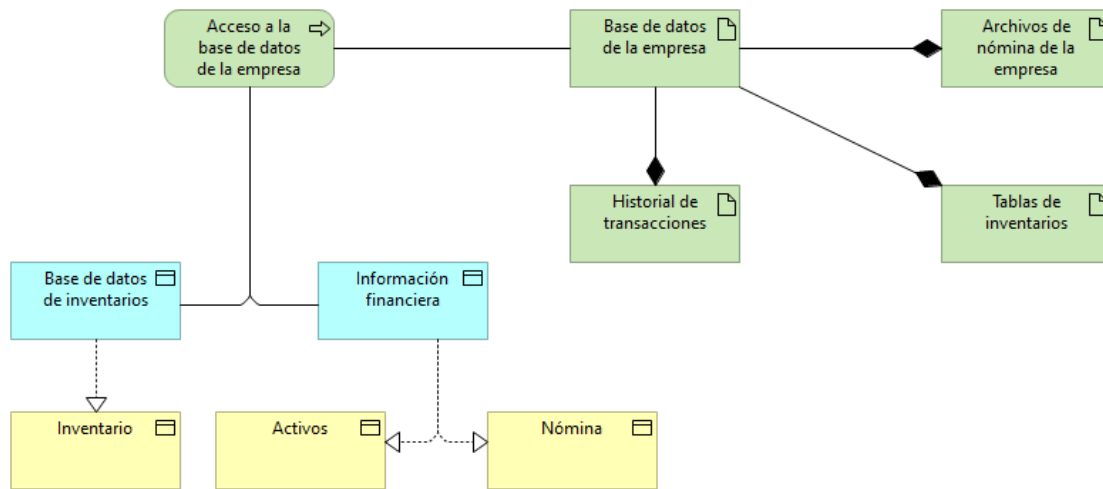 Acceso a la
base de datos
de la empresa
Base de datos
de la empresa
Archivos de
nómina de la
empresa
Historial de
transacciones
Tablas de
inventarios
Base de datos
de inventarios
Información
financiera
Inventario
Activos
Nómina